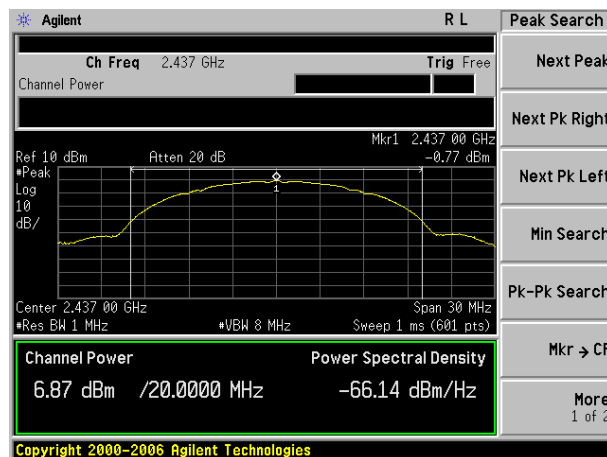 Agilent R L Peak Search
Ch Freq 2.437 GHz Trig Free
Channel Power
Next Peak
Next Pk Right
Mkr1 2.437 00 GHz
Ref 10 dBm Atten 20 dB -0.77 dBm
#Peak
Log
10
dB/
1
Next Pk Left
Min Search
Pk-Pk Search
Center 2.437 00 GHz Span 30 MHz
#Res BW 1 MHz #VBW 8 MHz Sweep 1 ms (601 pts)
Channel Power Power Spectral Density
6.87 dBm /20.0000 MHz -66.14 dBm/Hz
Mkr → CF
More
1 of 2
Copyright 2000-2006 Agilent Technologies